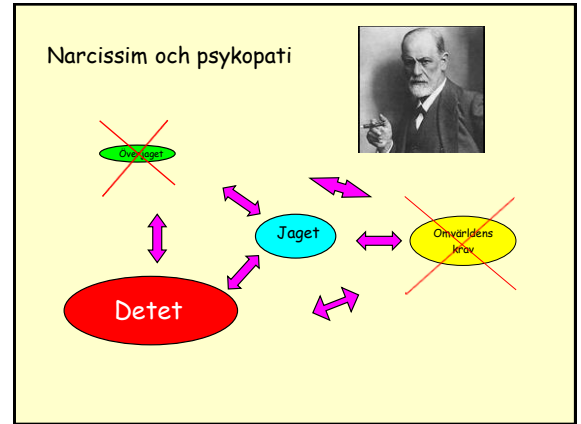 Narcissim och psykopati
Överjaget
Jaget
Omvärldens
krav
Detet